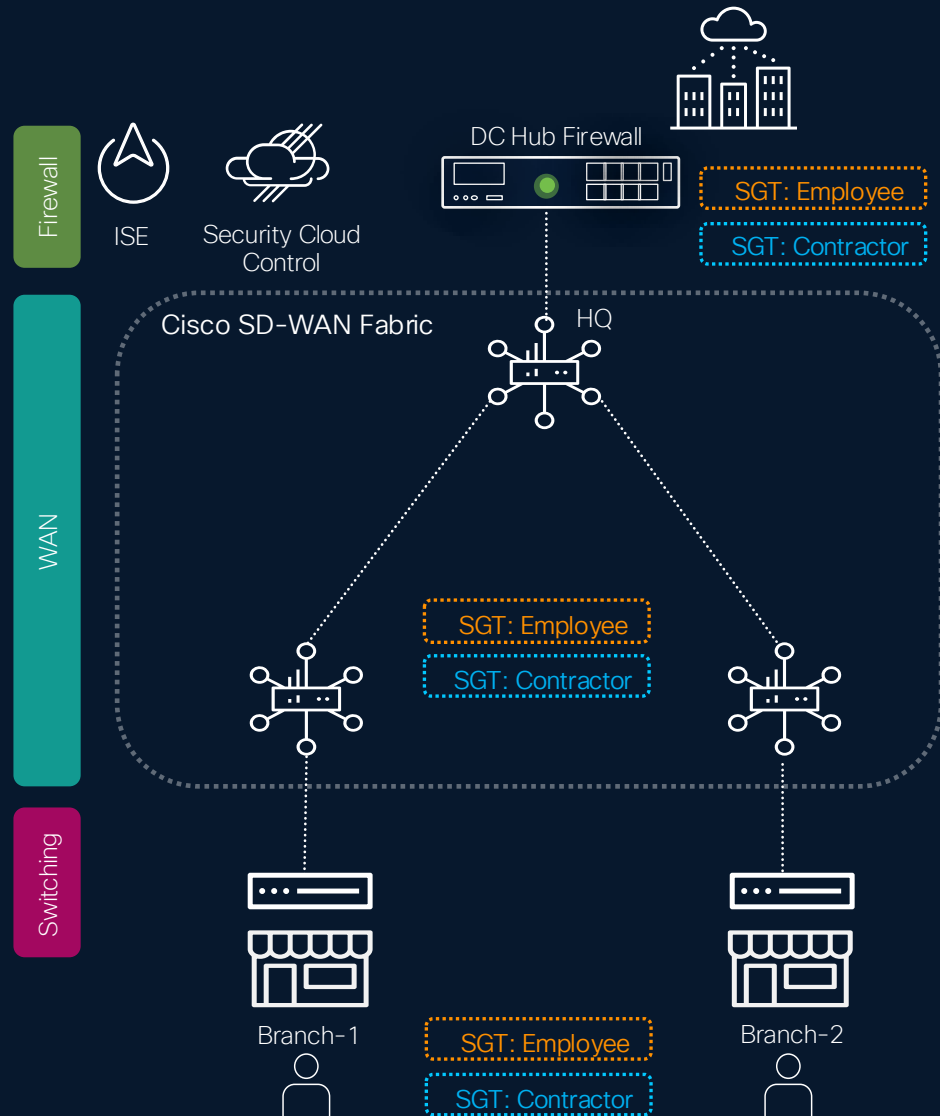 Firewall
ISE
Security Cloud
Control
DC Hub Firewall
SGT: Employee
SGT: Contractor
WAN
Cisco SD-WAN Fabric
HQ
SGT: Employee
SGT: Contractor
Switching
Branch-1
Branch-2
SGT: Employee
SGT: Contractor